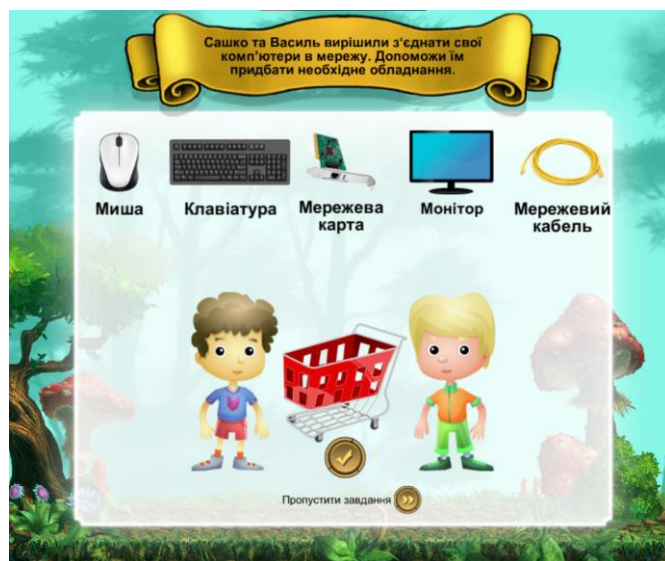 Сашко та Василь вирішили з'єднати свої
комп'ютери в мережу. Допоможи їм
придбати необхідне обладнання.
Миша
Клавіатура
Мережева
карта
Монітор
Мережевий
кабель
Пропустити завдання